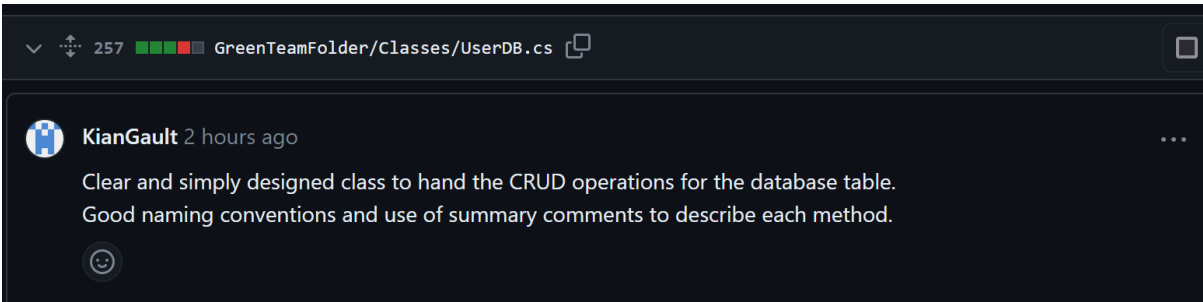 257 GreenTeamFolder/Classes/UserDB.cs
KianGault 2 hours ago
Clear and simply designed class to hand the CRUD operations for the database table.
Good naming conventions and use of summary comments to describe each method.